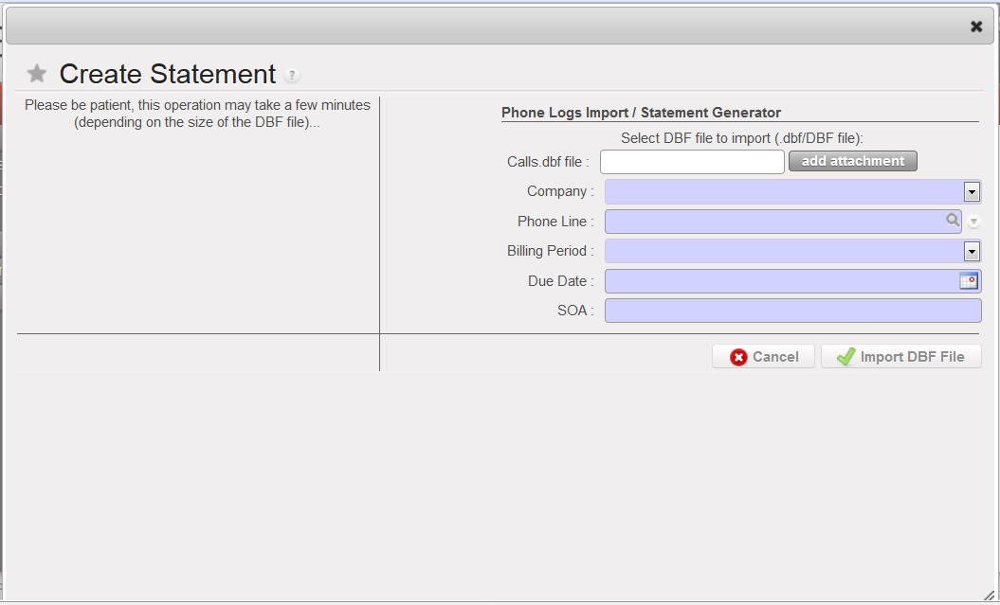 Create Statement ?
Please be patient, this operation may take a few minutes
(depending on the size of the DBF file)...
Phone Logs Import / Statement Generator
Select DBF file to import (.dbf/DBF file):
Calls.dbf file : add attachment
Company :
Phone Line :
Billing Period :
Due Date :
SOA :
Cancel Import DBF File